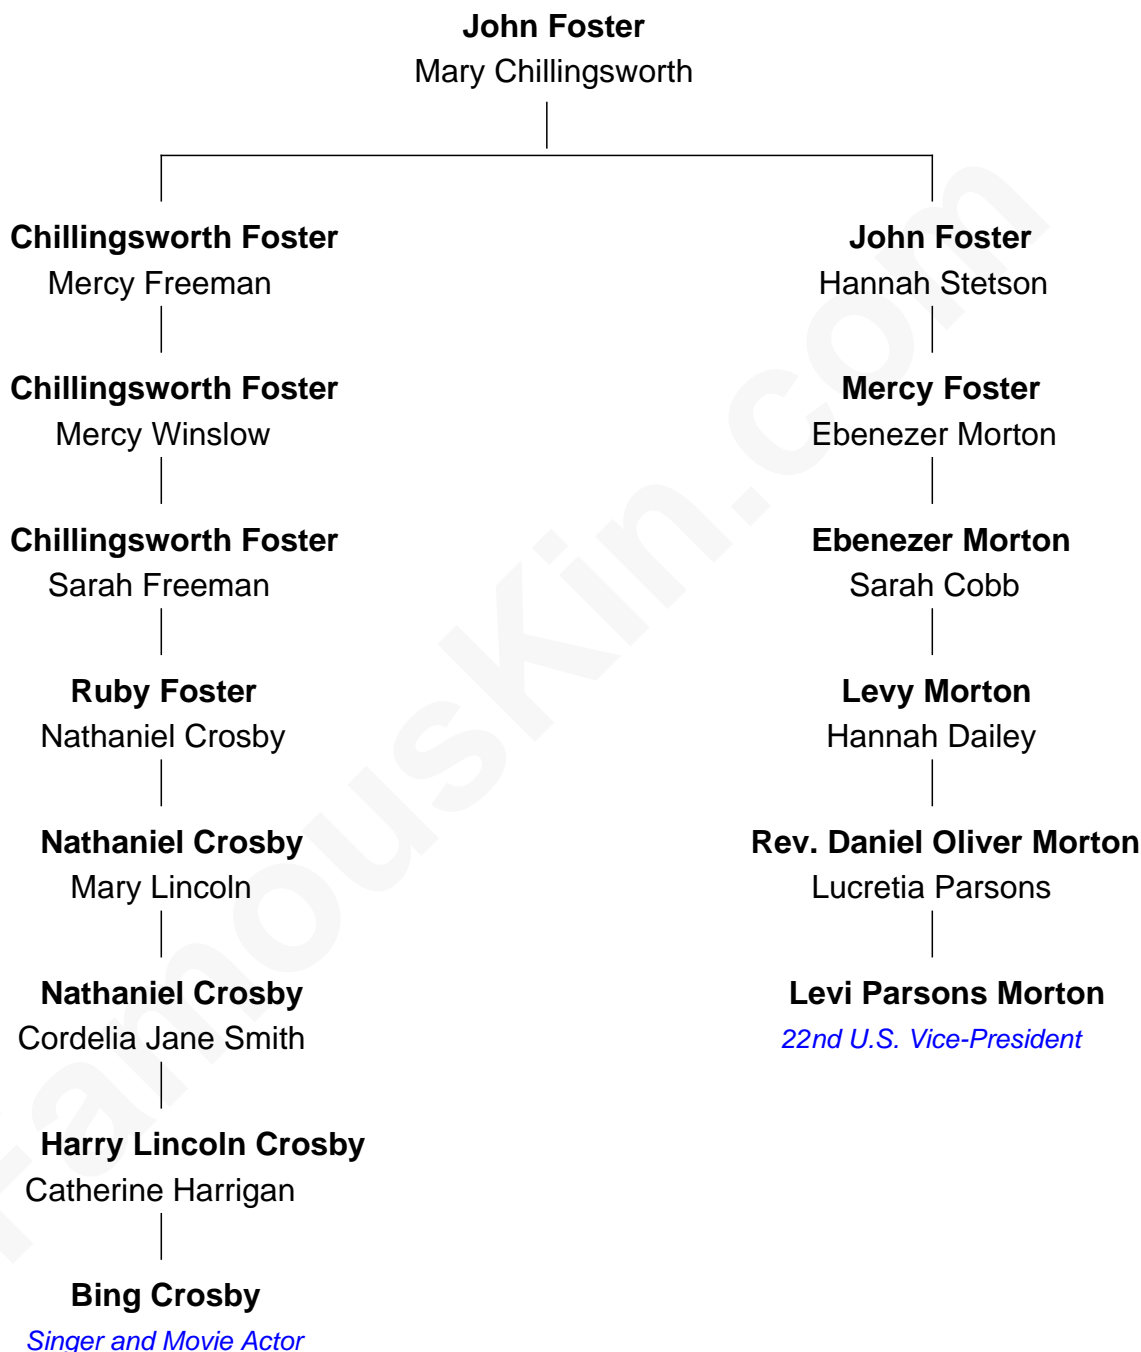 John Foster
Mary Chillingsworth
Chillingsworth Foster
Mercy Freeman
John Foster
Hannah Stetson
Chillingsworth Foster
Mercy Winslow
Mercy Foster
Ebenezer Morton
Chillingsworth Foster
Sarah Freeman
Ebenezer Morton
Sarah Cobb
Ruby Foster
Nathaniel Crosby
Levy Morton
Hannah Dailey
Nathaniel Crosby
Mary Lincoln
Rev. Daniel Oliver Morton
Lucretia Parsons
Nathaniel Crosby
Cordelia Jane Smith
Levi Parsons Morton
22nd U.S. Vice-President
Harry Lincoln Crosby
Catherine Harrigan
Bing Crosby
Singer and Movie Actor
FamousKin.com